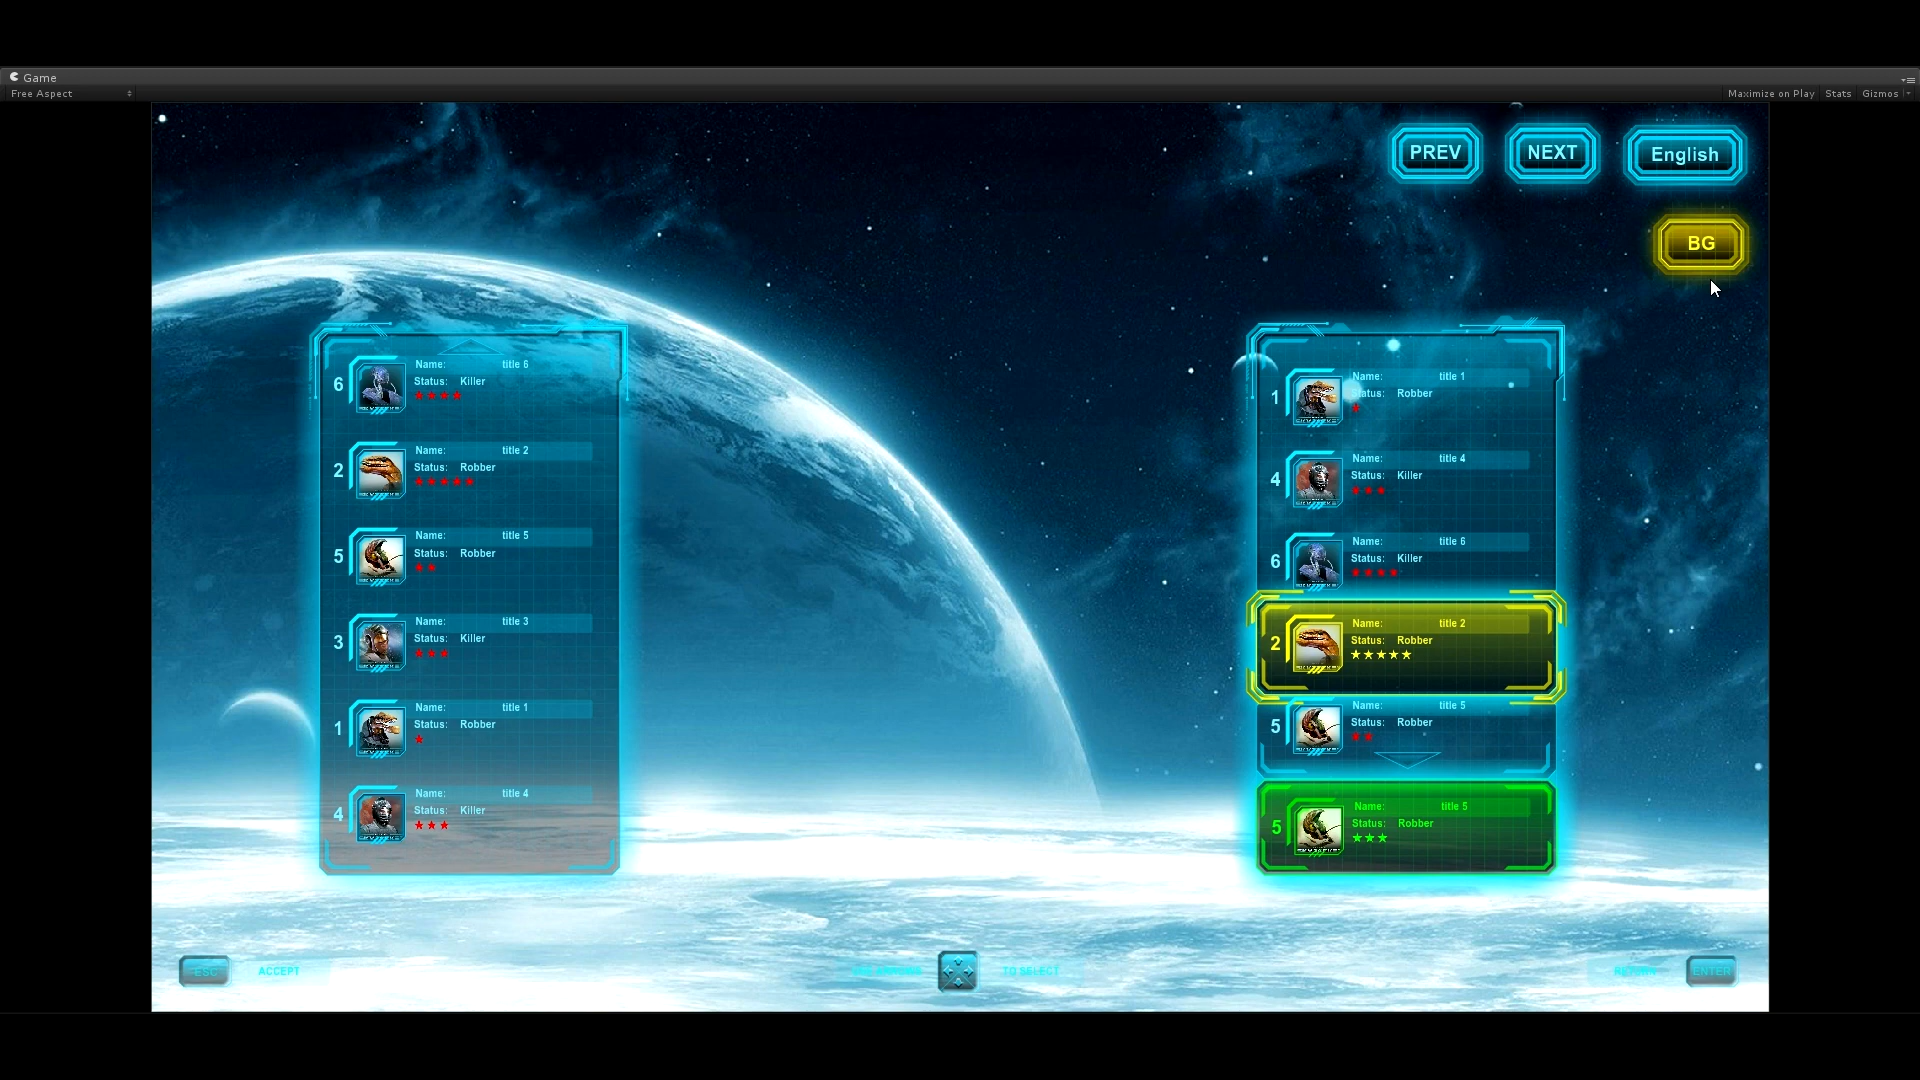 Game
Free Aspect
Maximize on Play Stats Gizmos
PREV NEXT English
BG
6
Name: title 6
Status: Killer
2
Name: title 2
Status: Robber
5
Name: title 5
Status: Robber
3
Name: title 3
Status: Killer
1
Name: title 1
Status: Robber
4
Name: title 4
Status: Killer
1
Name: title 1
Status: Robber
4
Name: title 4
Status: Killer
6
Name: title 6
Status: Killer
2
Name: title 2
Status: Robber
5
Name: title 5
Status: Robber
5
Name: title 5
Status: Robber
ESC ACCEPT
TO SELECT
RETURN ENTER